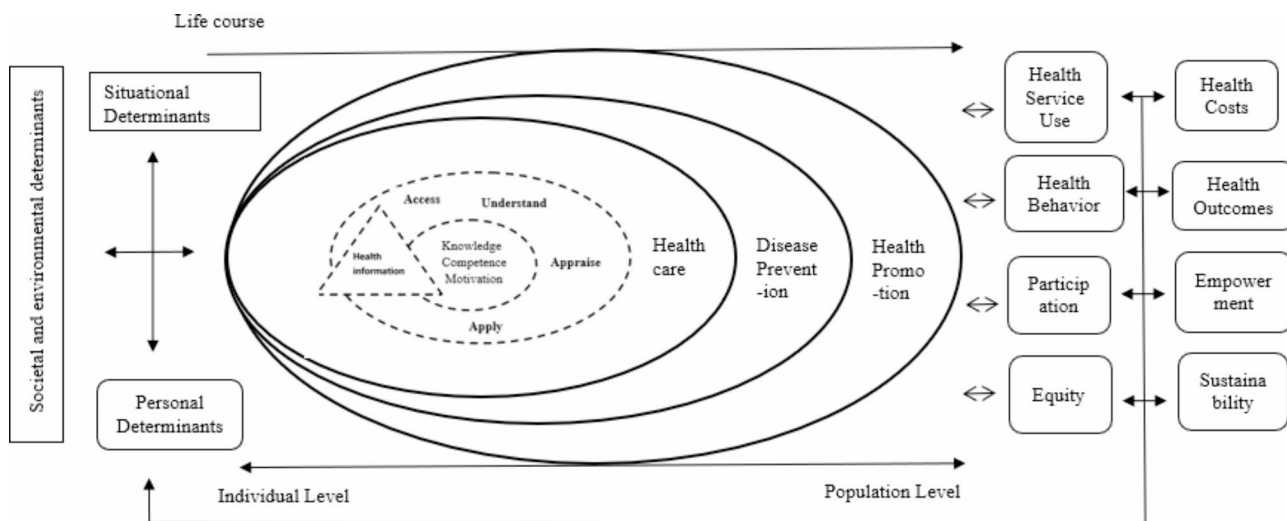 Life course
Societal and environmental determinants
Situational
Determinants
Personal
Determinants
Access
Understand
Health
information
Knowledge
Competence
Motivation
Appraise
Apply
Health
care
Disease
Prevent
-ion
Health
Promo
-tion
Health
Service
Use
Health
Costs
Health
Behavior
Health
Outcomes
Particip
ation
Empower
ment
Equity
Sustaina
bility
Individual Level
Population Level